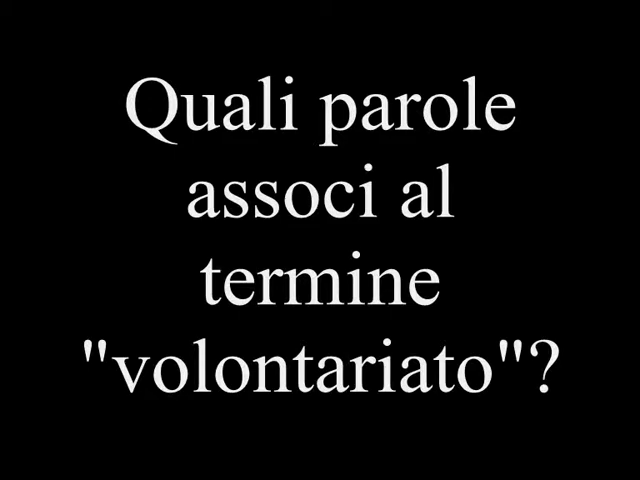 Quali parole
associ al
termine
"volontariato"?